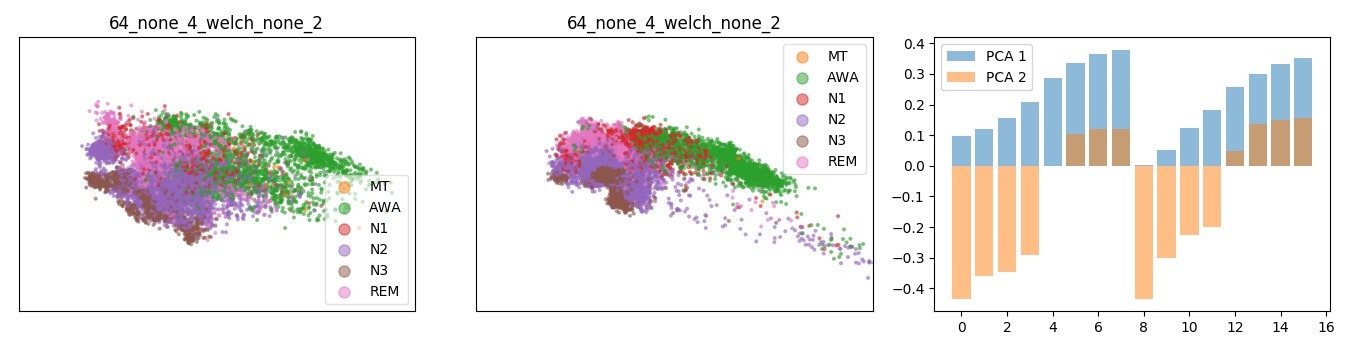 64_none_4_welch_none_2
MT
AWA
N1
N2
N3
REM
64_none_4_welch_none_2
MT
AWA
N1
N2
N3
REM
PCA 1
PCA 2
0.4
0.3
0.2
0.1
0.0
−0.1
−0.2
−0.3
−0.4
0 2 4 6 8 10 12 14 16